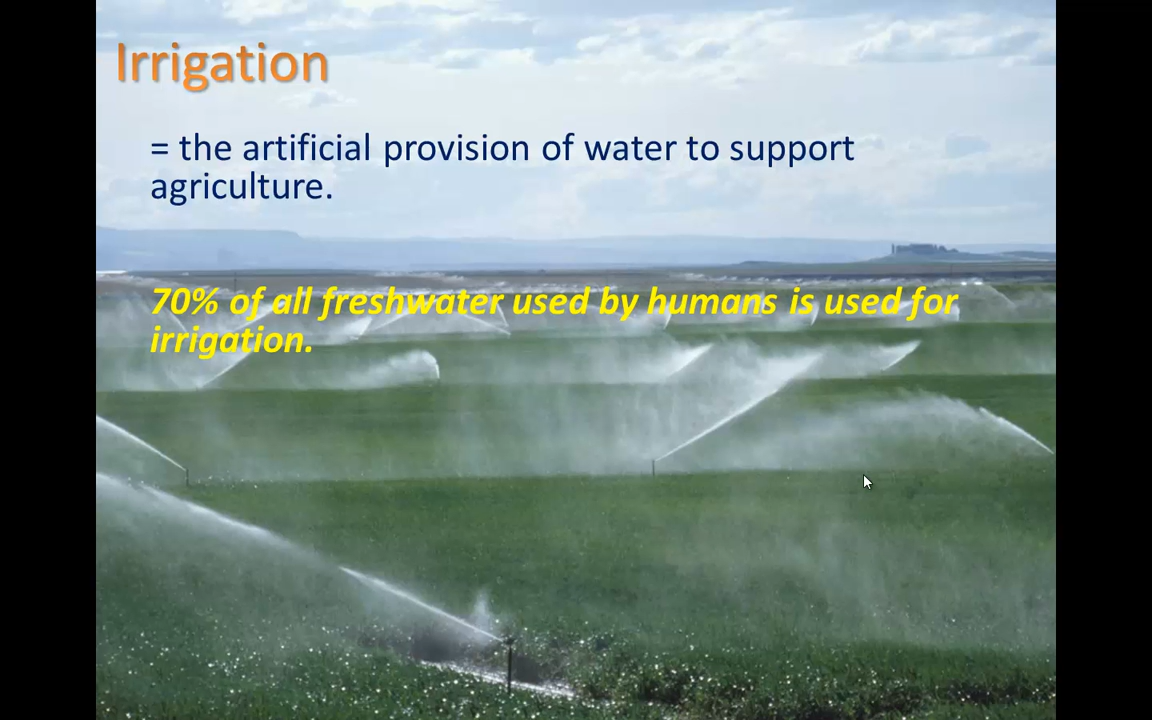 Irrigation
= the artificial provision of water to support
agriculture.
70% of all freshwater used by humans is used for
irrigation.